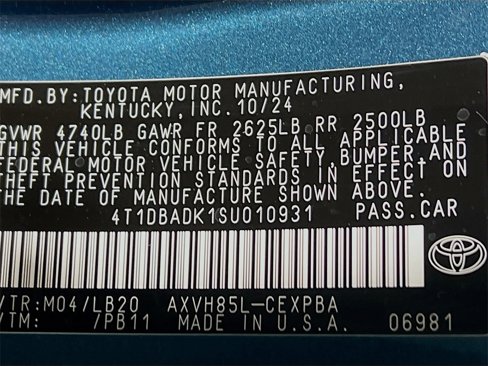 MFD.BY:TOYOTA MOTOR MANUFACTURING,
KENTUCKY, INC. 10/24
GVWR 4740LB GAWR FR 2625LB RR 2500LB
THIS VEHICLE CONFORMS TO ALL APPLICABLE
FEDERAL MOTOR VEHICLE SAFETY, BUMPER, AND
THEFT PREVENTION STANDARDS IN EFFECT ON
THE DATE OF MANUFACTURE SHOWN ABOVE.
4T1DBADK1SU010931 PASS.CAR
/TR:M04/LB20 AXVH85L-CEXPBA
/TM: /PB11 MADE IN U.S.A. 06981